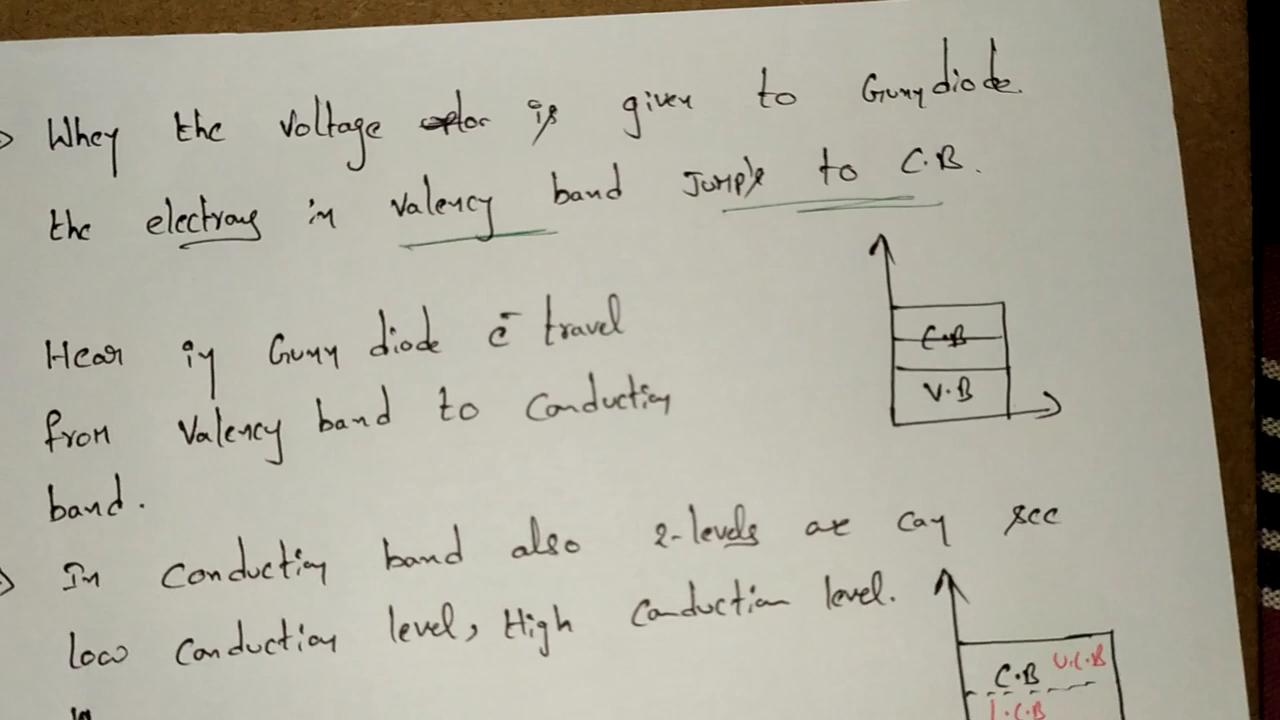 When the voltage is given to Gunn diode.
the electrons in valency band Jump's to C.B.
C.B
V.B
Hear in Gunn diode e⁻ travel
from Valency band to Conduction
band.
In conduction band also 2-levels are can see
low conduction level, High conduction level.
C.B U.C.B
L.C.B